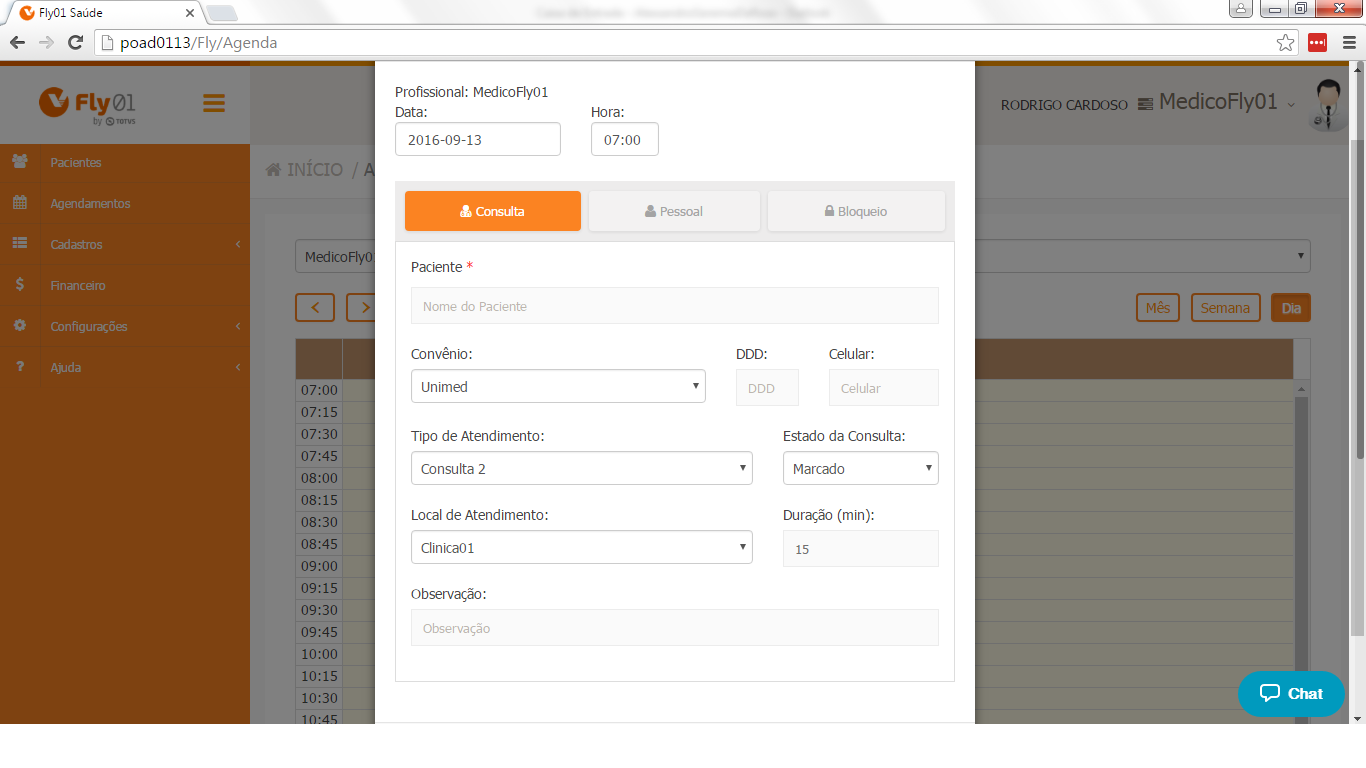 Fly01 Saúde
poad0113/Fly/Agenda
Fly01
by TOTVS
RODRIGO CARDOSO MedicoFly01
Pacientes
Agendamentos
Cadastros
Financeiro
Configurações
Ajuda
INÍCIO / A
MedicoFly0
< >
Mês Semana Dia
07:00
07:15
07:30
07:45
08:00
08:15
08:30
08:45
09:00
09:15
09:30
09:45
10:00
10:15
10:30
10:45
Profissional: MedicoFly01
Data: Hora:
2016-09-13 07:00
Consulta Pessoal Bloqueio
Paciente *
Nome do Paciente
Convênio: DDD: Celular:
Unimed DDD Celular
Tipo de Atendimento: Estado da Consulta:
Consulta 2 Marcado
Local de Atendimento: Duração (min):
Clinica01 15
Observação:
Observação
Chat